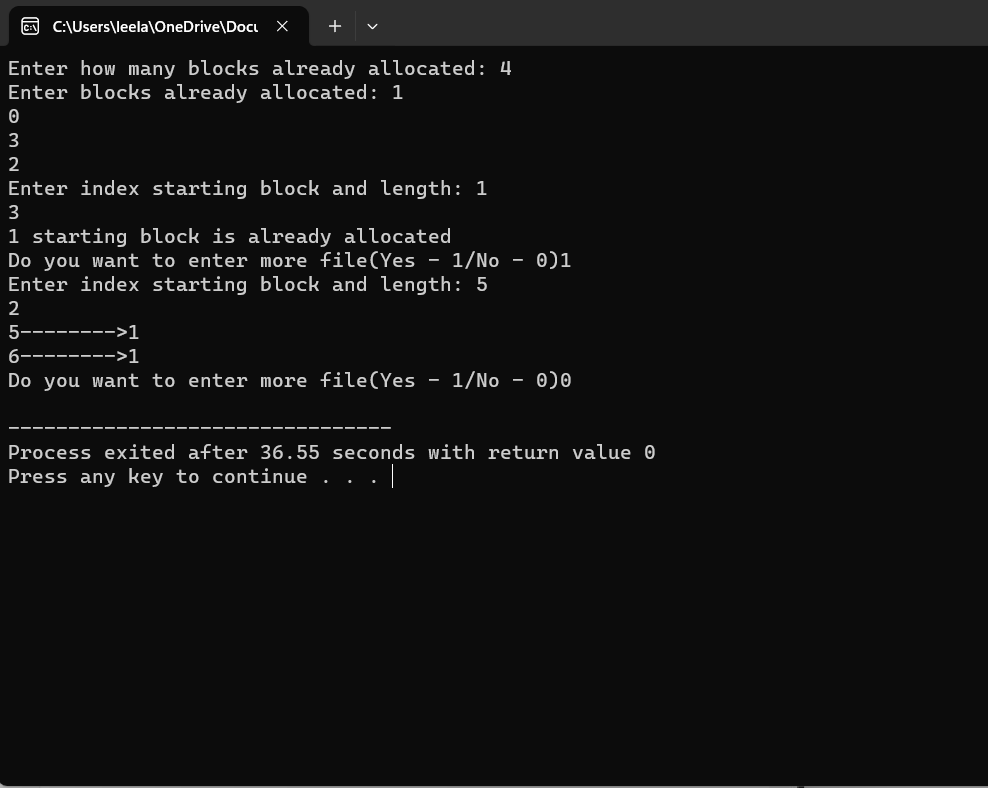 C:\Users\leela\OneDrive\Docu
Enter how many blocks already allocated: 4
Enter blocks already allocated: 1
0
3
2
Enter index starting block and length: 1
3
1 starting block is already allocated
Do you want to enter more file(Yes - 1/No - 0)1
Enter index starting block and length: 5
2
5-------->1
6-------->1
Do you want to enter more file(Yes - 1/No - 0)0
--------------------------------
Process exited after 36.55 seconds with return value 0
Press any key to continue . . .